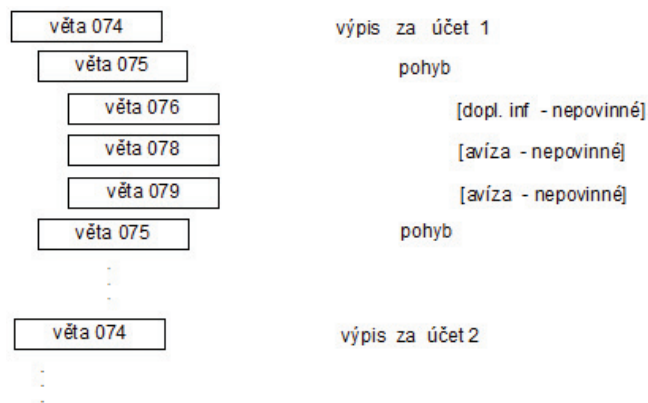 věta 074 výpis za účet 1
věta 075 pohyb
věta 076 [dopl. inf - nepovinné]
věta 078 [avíza - nepovinné]
věta 079 [avíza - nepovinné]
věta 075 pohyb
věta 074 výpis za účet 2